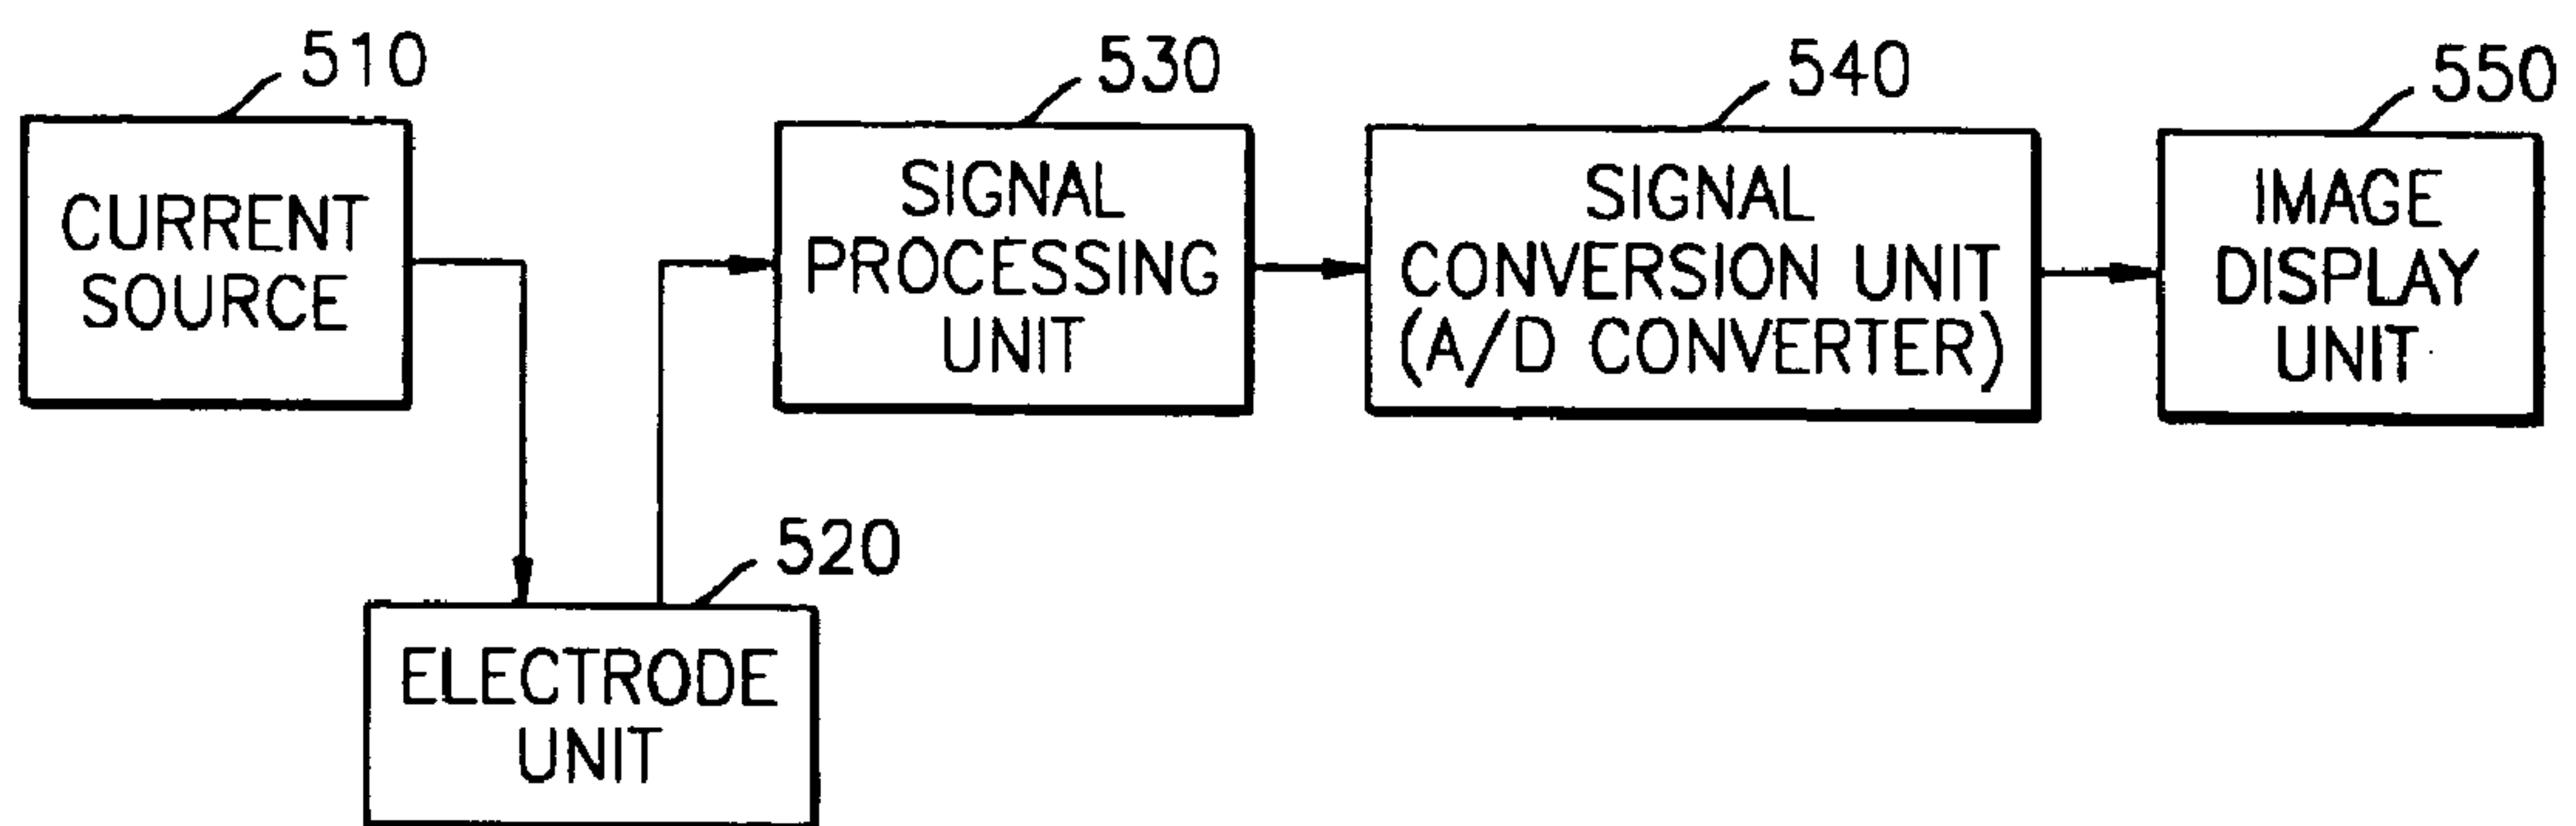 510
CURRENT
SOURCE
530
SIGNAL
PROCESSING
UNIT
540
SIGNAL
CONVERSION UNIT
(A/D CONVERTER)
550
IMAGE
DISPLAY
UNIT
520
ELECTRODE
UNIT